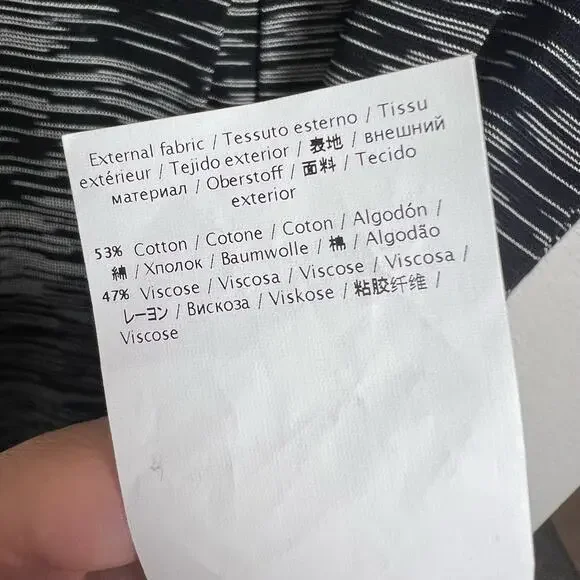 External fabric / Tessuto esterno / Tissu
extérieur / Tejido exterior / 表地 / внешний
материал / Oberstoff / 面料 / Tecido
exterior
53% Cotton / Cotone / Coton / Algodón /
綿 / Хполок / Baumwolle / 棉 / Algodão
47% Viscose / Viscosa / Viscose / Viscosa /
レーヨン / Вискоза / Viskose / 粘胶纤维 /
Viscose